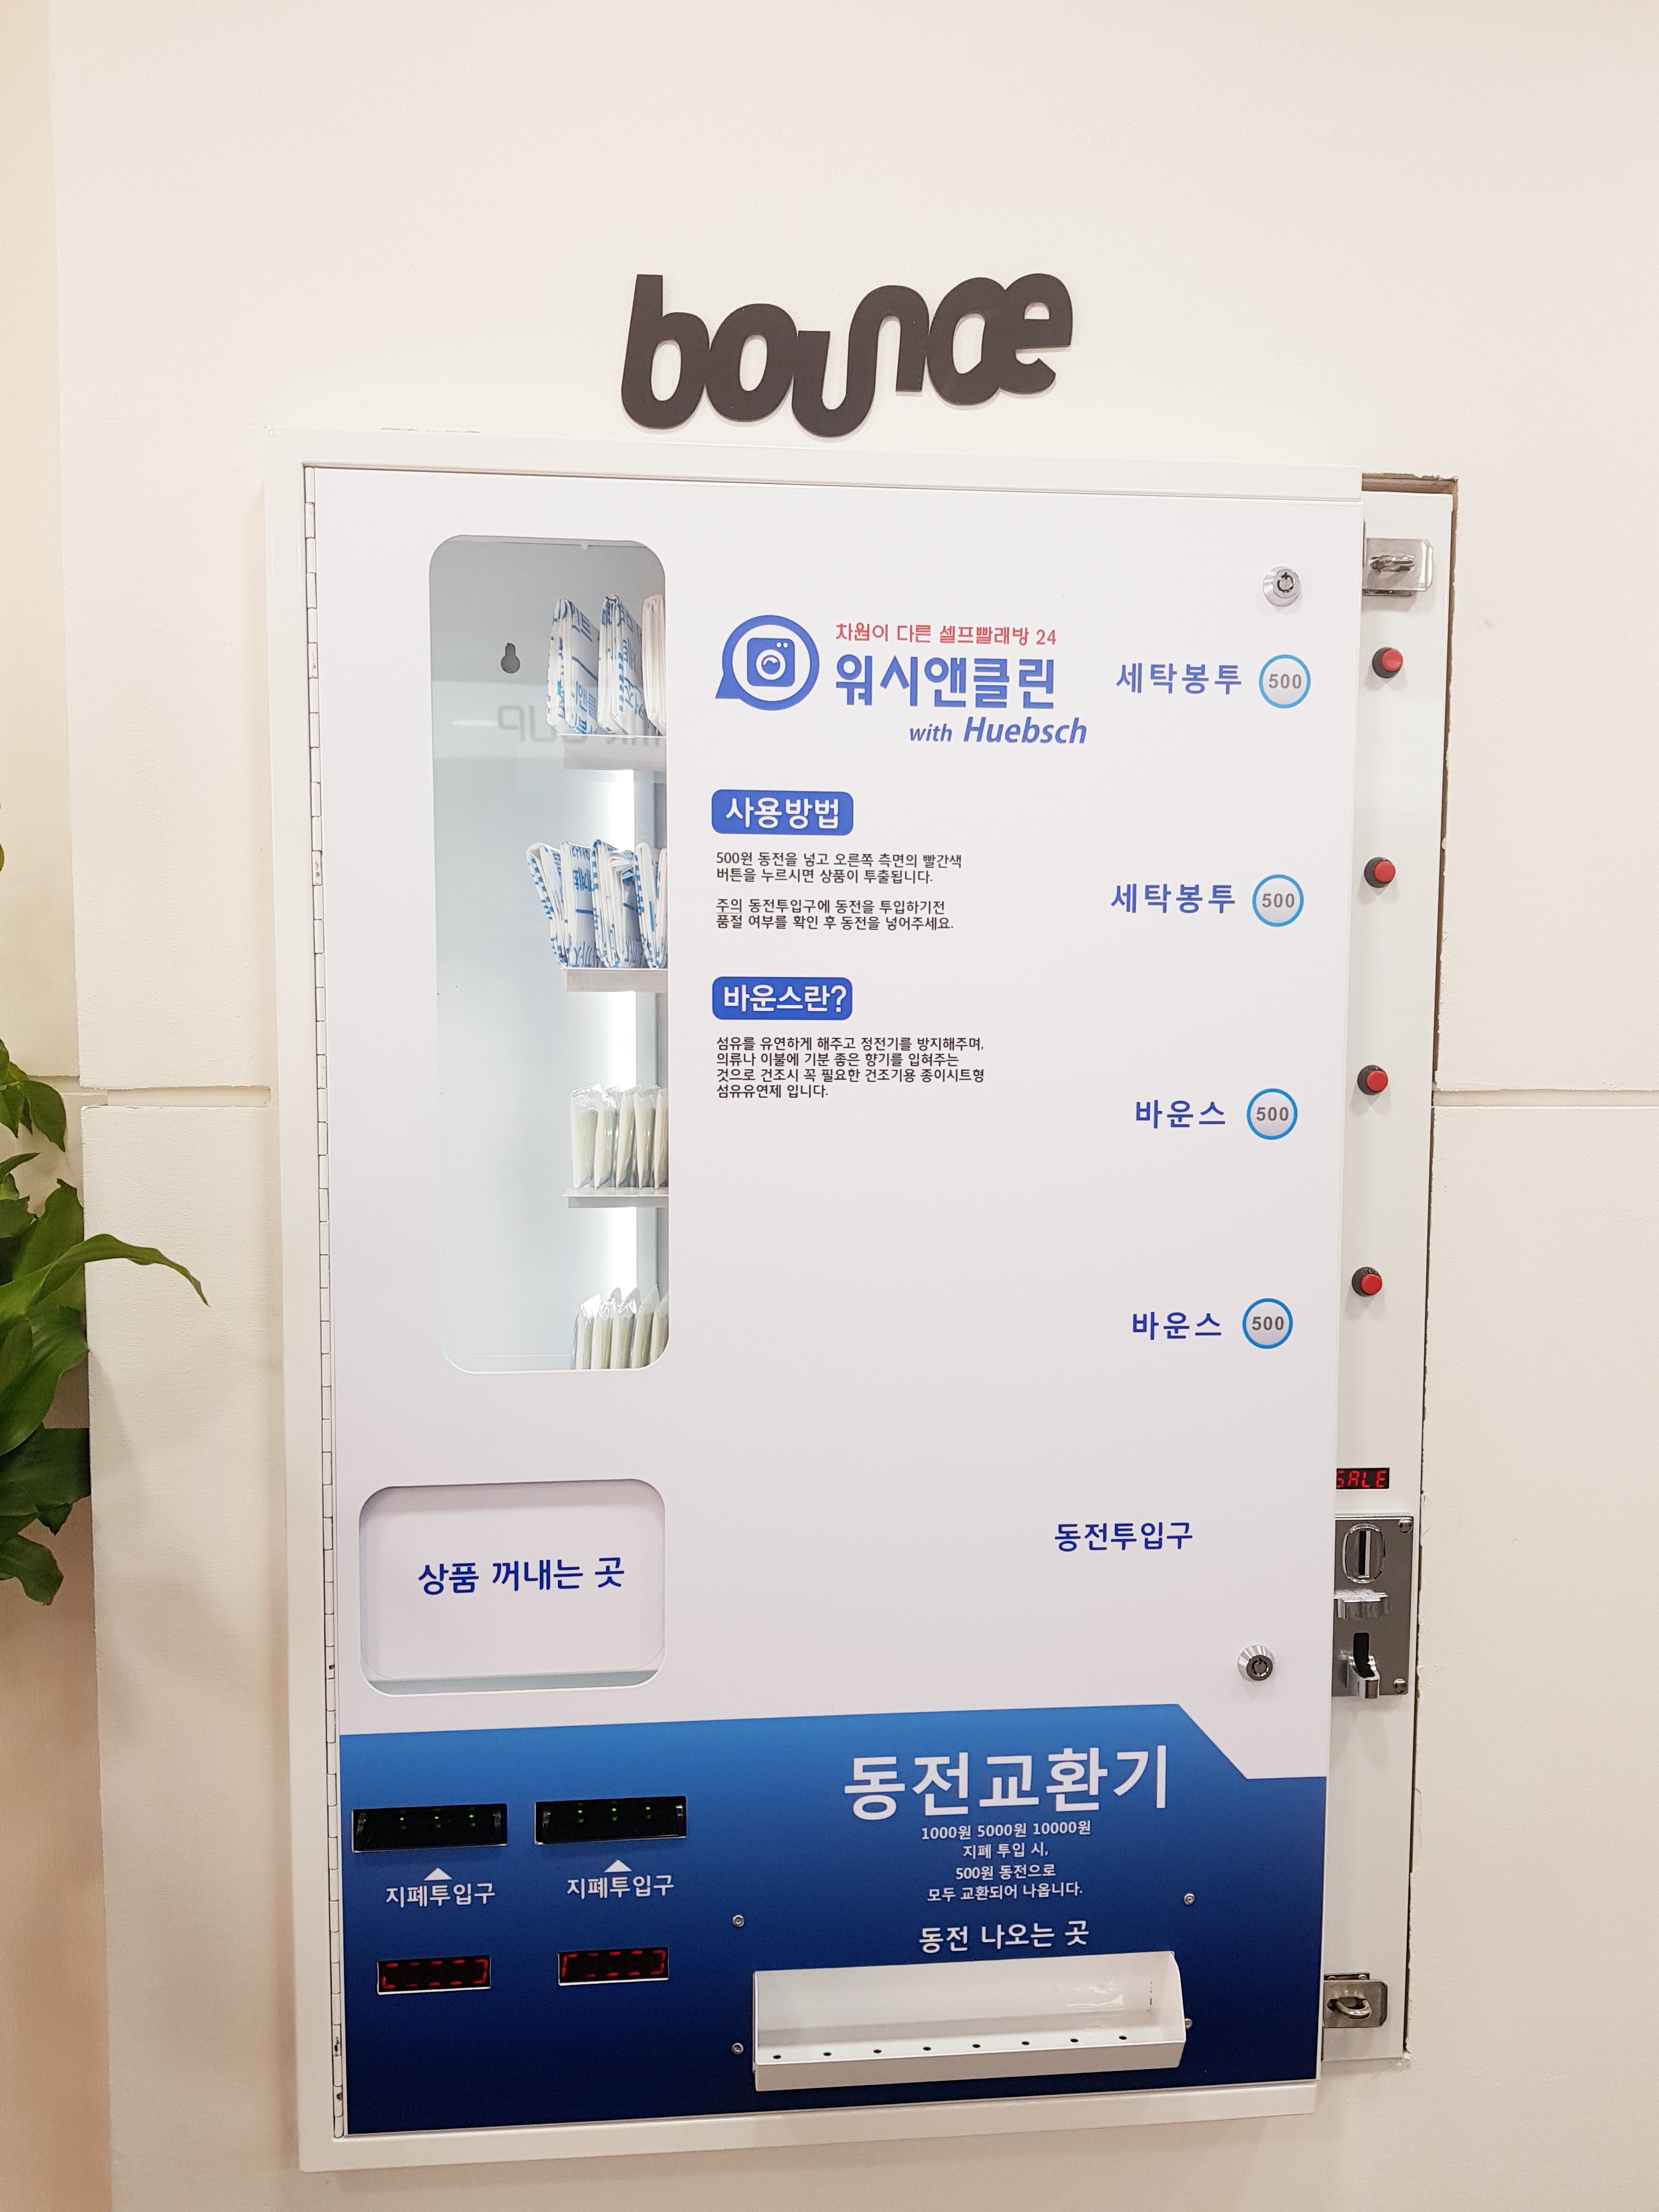 bounce
차원이 다른 셀프빨래방 24
워시앤클린
with Huebsch
세탁봉투 500
사용방법
500원 동전을 넣고 오른쪽 측면의 빨간색
버튼을 누르시면 상품이 투출됩니다.
주의 동전투입구에 동전을 투입하기전
품절 여부를 확인 후 동전을 넣어주세요.
세탁봉투 500
바운스란?
섬유를 유연하게 해주고 정전기를 방지해주며,
의류나 이불에 기분 좋은 향기를 입혀주는
것으로 건조시 꼭 필요한 건조기용 종이시트형
섬유유연제 입니다.
바운스 500
바운스 500
SALE
동전투입구
상품 꺼내는 곳
동전교환기
1000원 5000원 10000원
지폐 투입 시,
500원 동전으로
모두 교환되어 나옵니다.
지폐투입구
지폐투입구
동전 나오는 곳